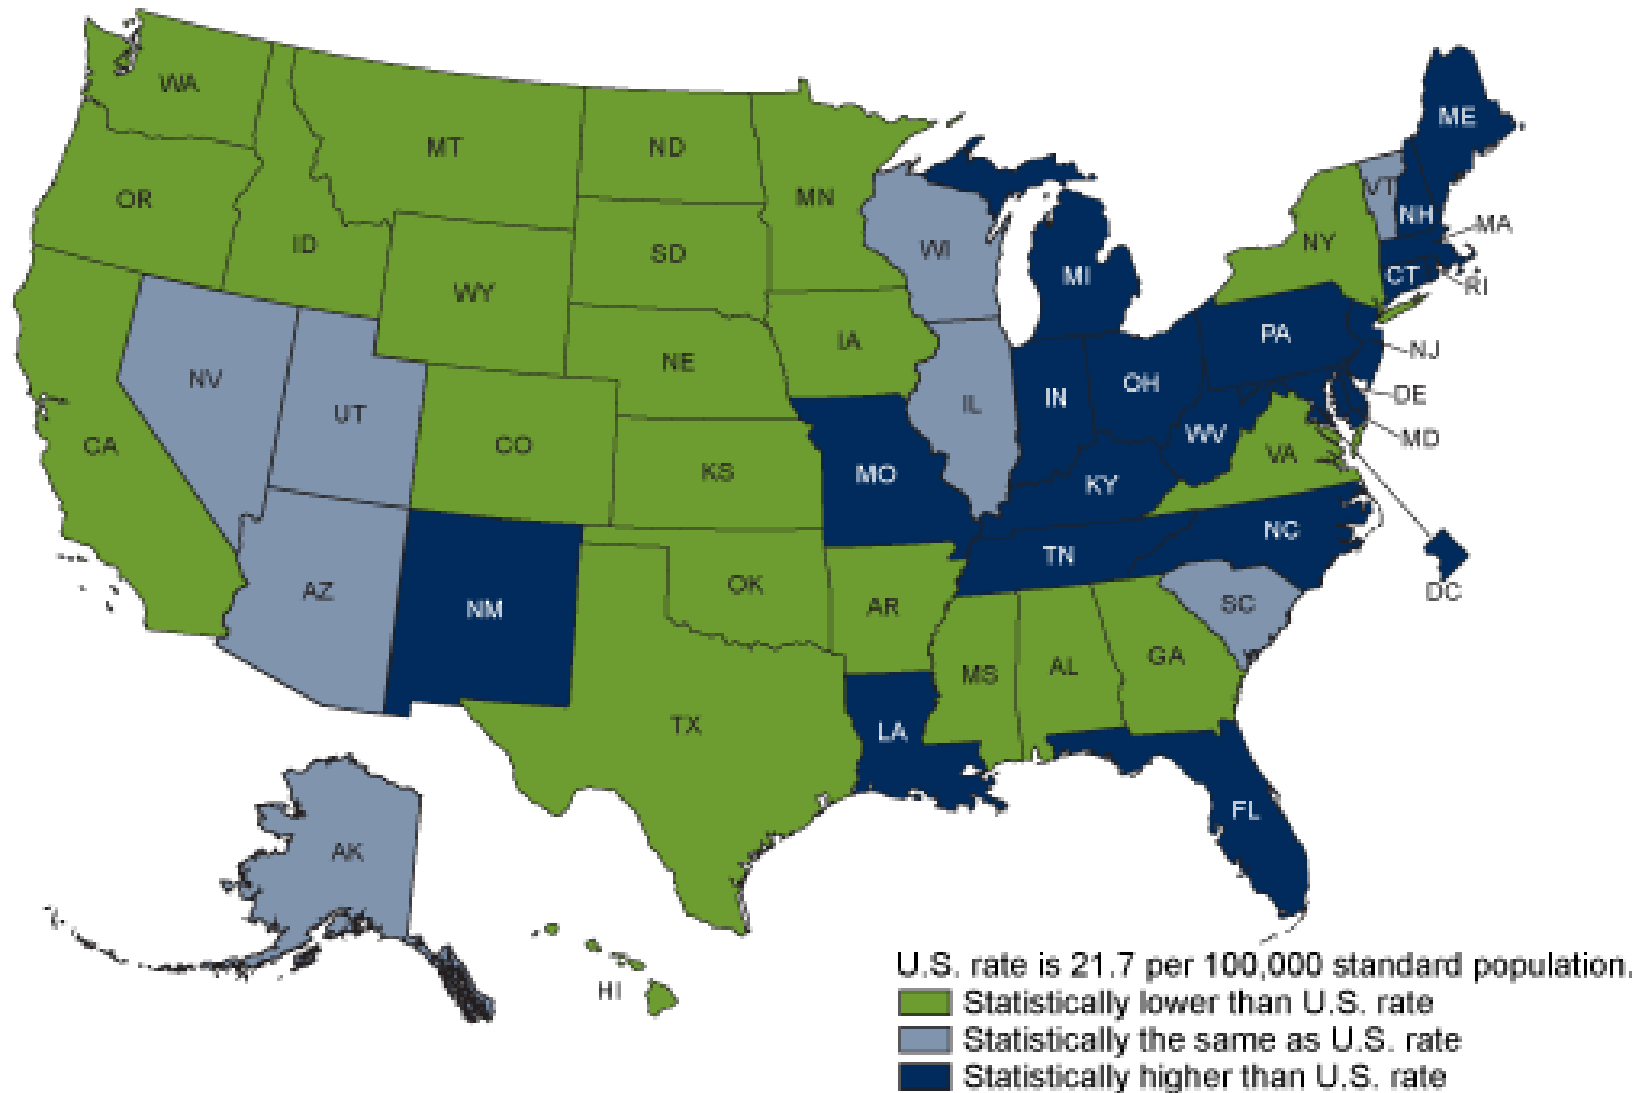 WA
MT
ND
MN
ME
OR
ID
SD
WI
VT
NH
NY
MA
WY
MI
CT
RI
IA
PA
NV
NE
NJ
UT
IL
IN
OH
DE
CA
CO
KS
MO
WV
MD
VA
KY
NC
AZ
NM
OK
AR
TN
SC
DC
MS
AL
GA
TX
LA
FL
AK
HI
U.S. rate is 21.7 per 100,000 standard population.
Statistically lower than U.S. rate
Statistically the same as U.S. rate
Statistically higher than U.S. rate